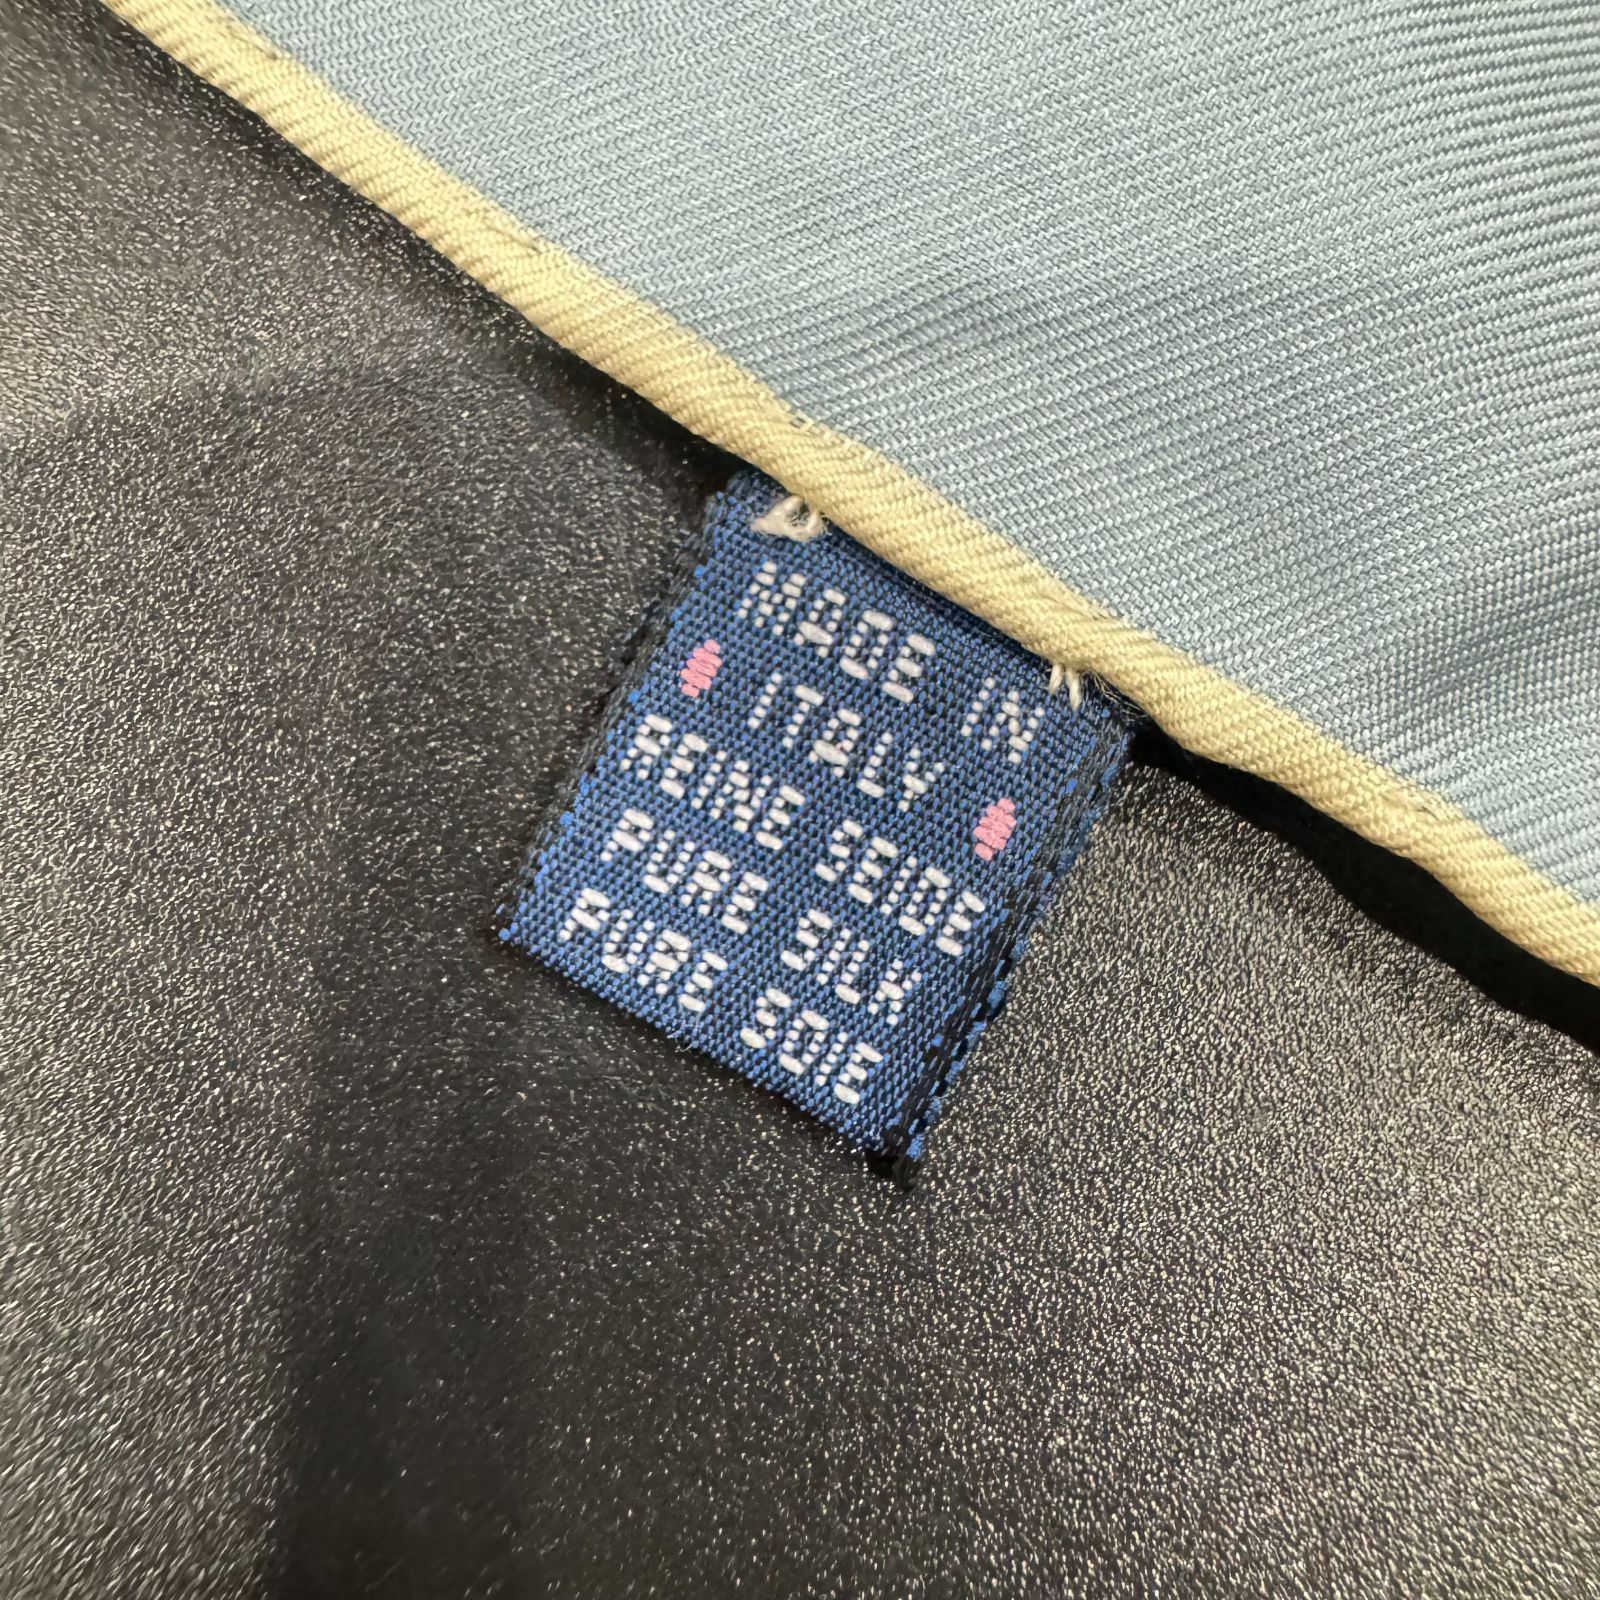 MADE IN
ITALY
REINE SEIDE
PURE SILK
PURE SOIE